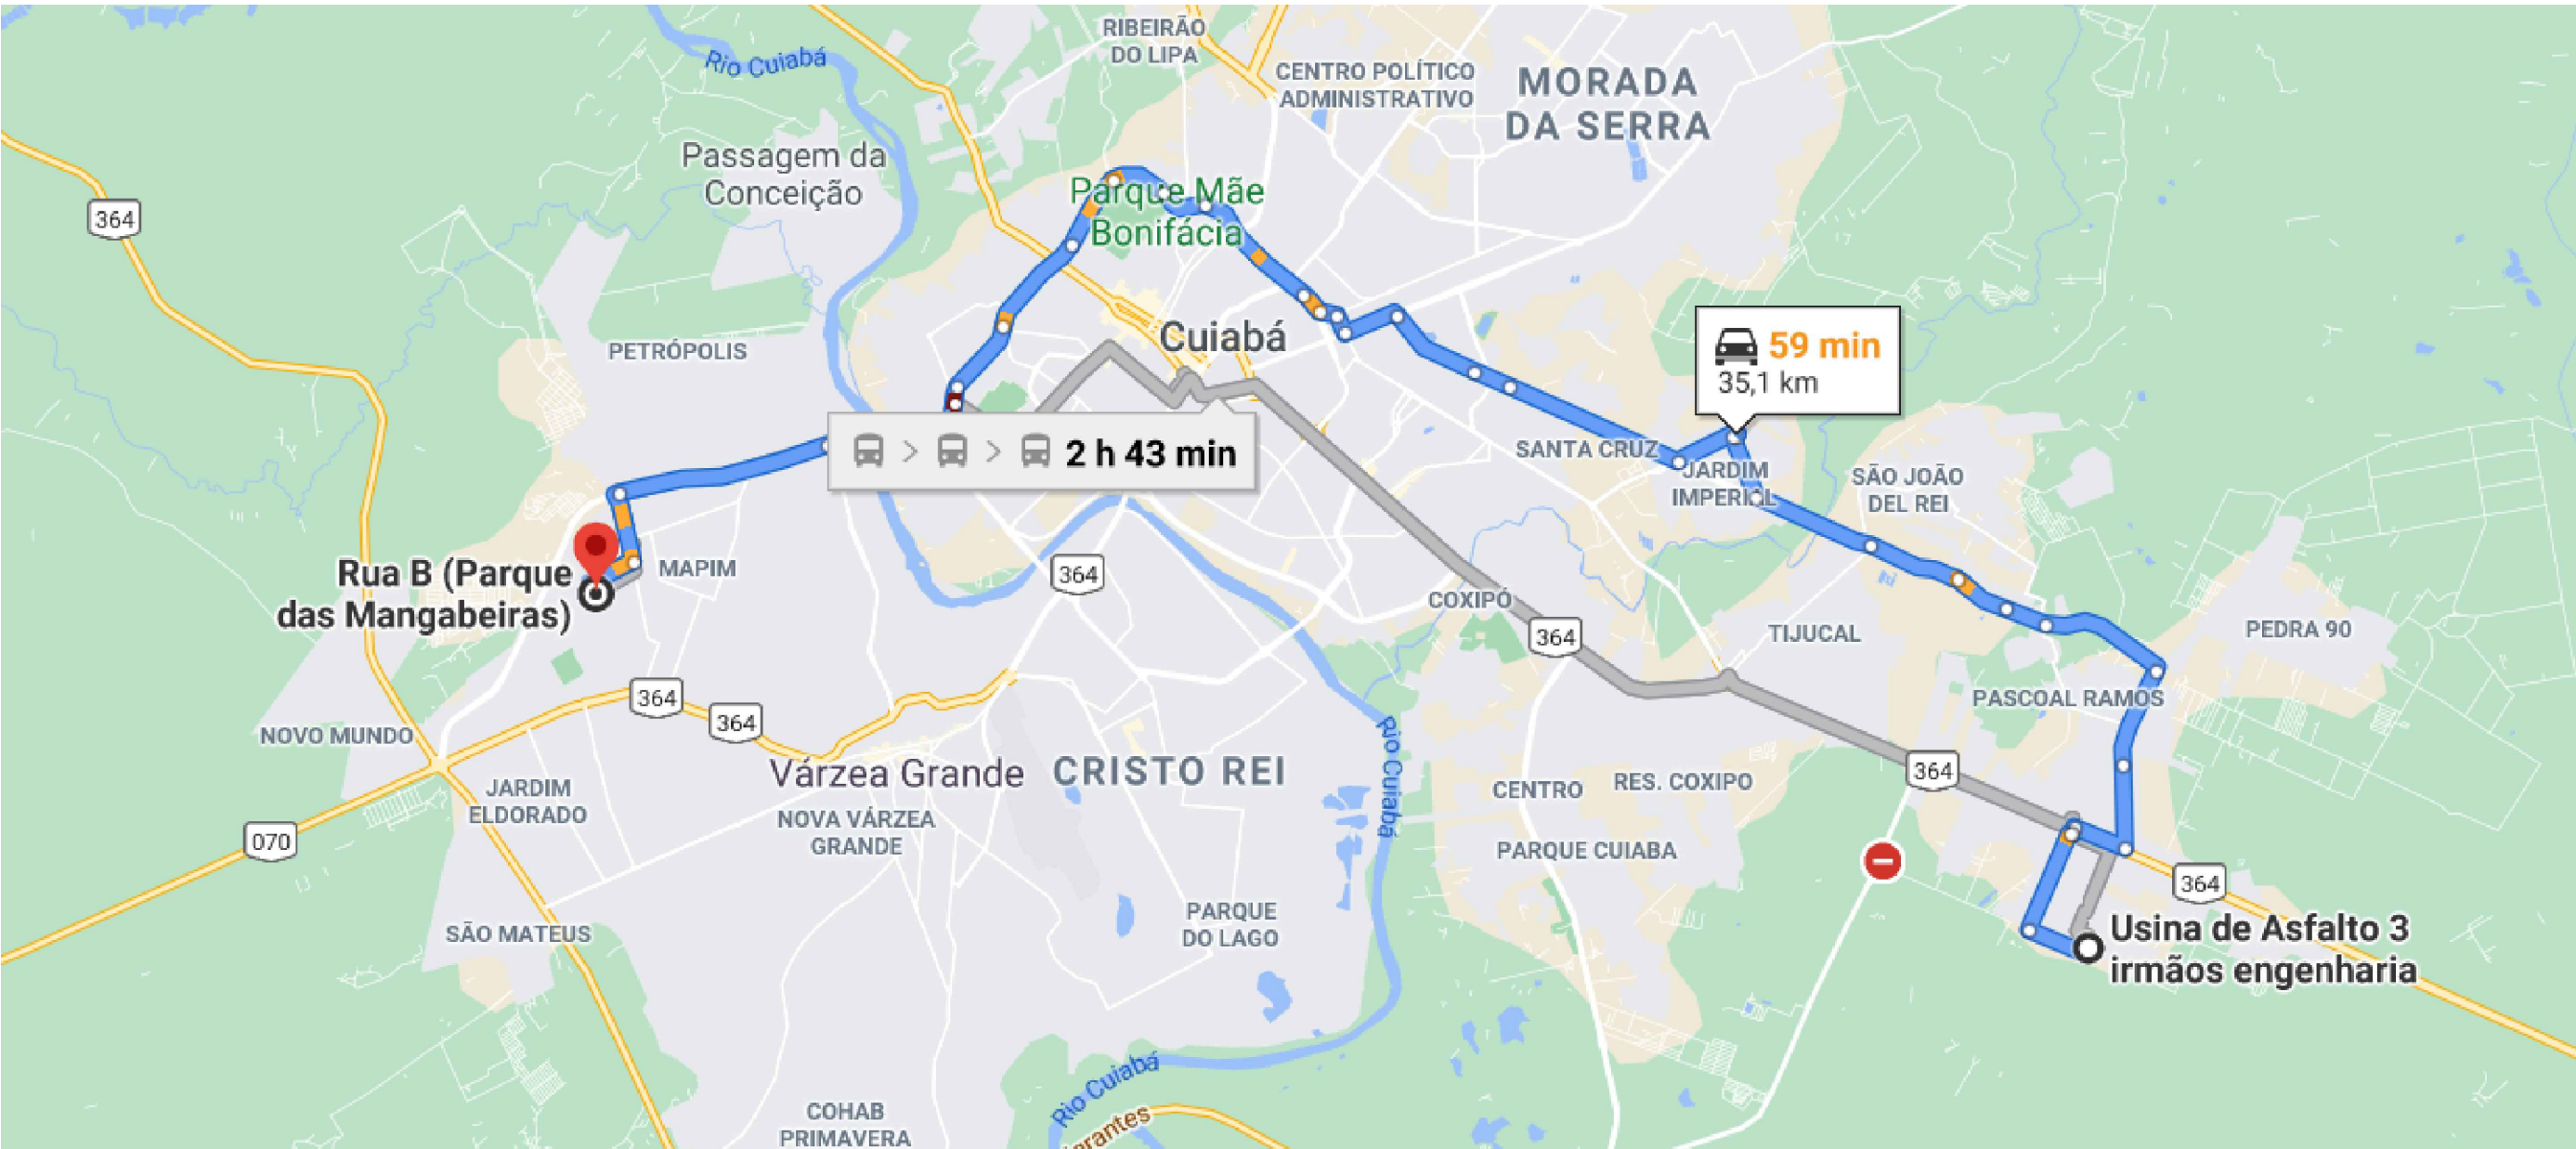 RIBEIRÃO
DO LIPA
Rio Cuiabá
CENTRO POLÍTICO
ADMINISTRATIVO
MORADA
DA SERRA
Passagem da
Conceição
364
Parque Mãe
Bonifácia
PETRÓPOLIS
Cuiabá
59 min
35,1 km
2 h 43 min
SANTA CRUZ
JARDIM
IMPERIAL
SÃO JOÃO
DEL REI
Rua B (Parque
das Mangabeiras)
MAPIM
364
COXIPÓ
364
TIJUCAL
PEDRA 90
PASCOAL RAMOS
364
364
NOVO MUNDO
Várzea Grande
CRISTO REI
Rio Cuiabá
364
JARDIM
ELDORADO
NOVA VÁRZEA
GRANDE
CENTRO
RES. COXIPO
070
PARQUE CUIABA
364
SÃO MATEUS
PARQUE
DO LAGO
Usina de Asfalto 3
irmãos engenharia
Rio Cuiabá
COHAB
PRIMAVERA
grantes